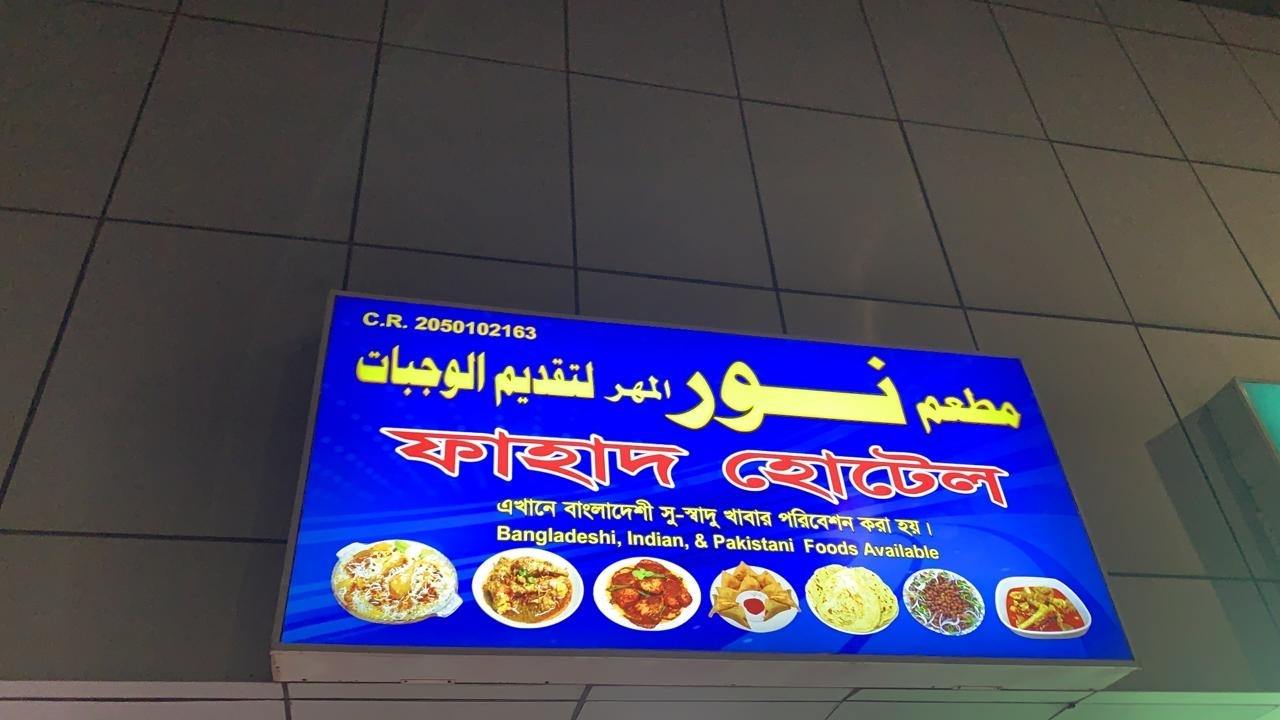 C.R. 2050102163
مطعم نور المهر لتقديم الوجبات
ফাহাদ হোটেল
এখানে বাংলাদেশী সু-স্বাদু খাবার পরিবেশন করা হয়।
Bangladeshi, Indian, & Pakistani Foods Available